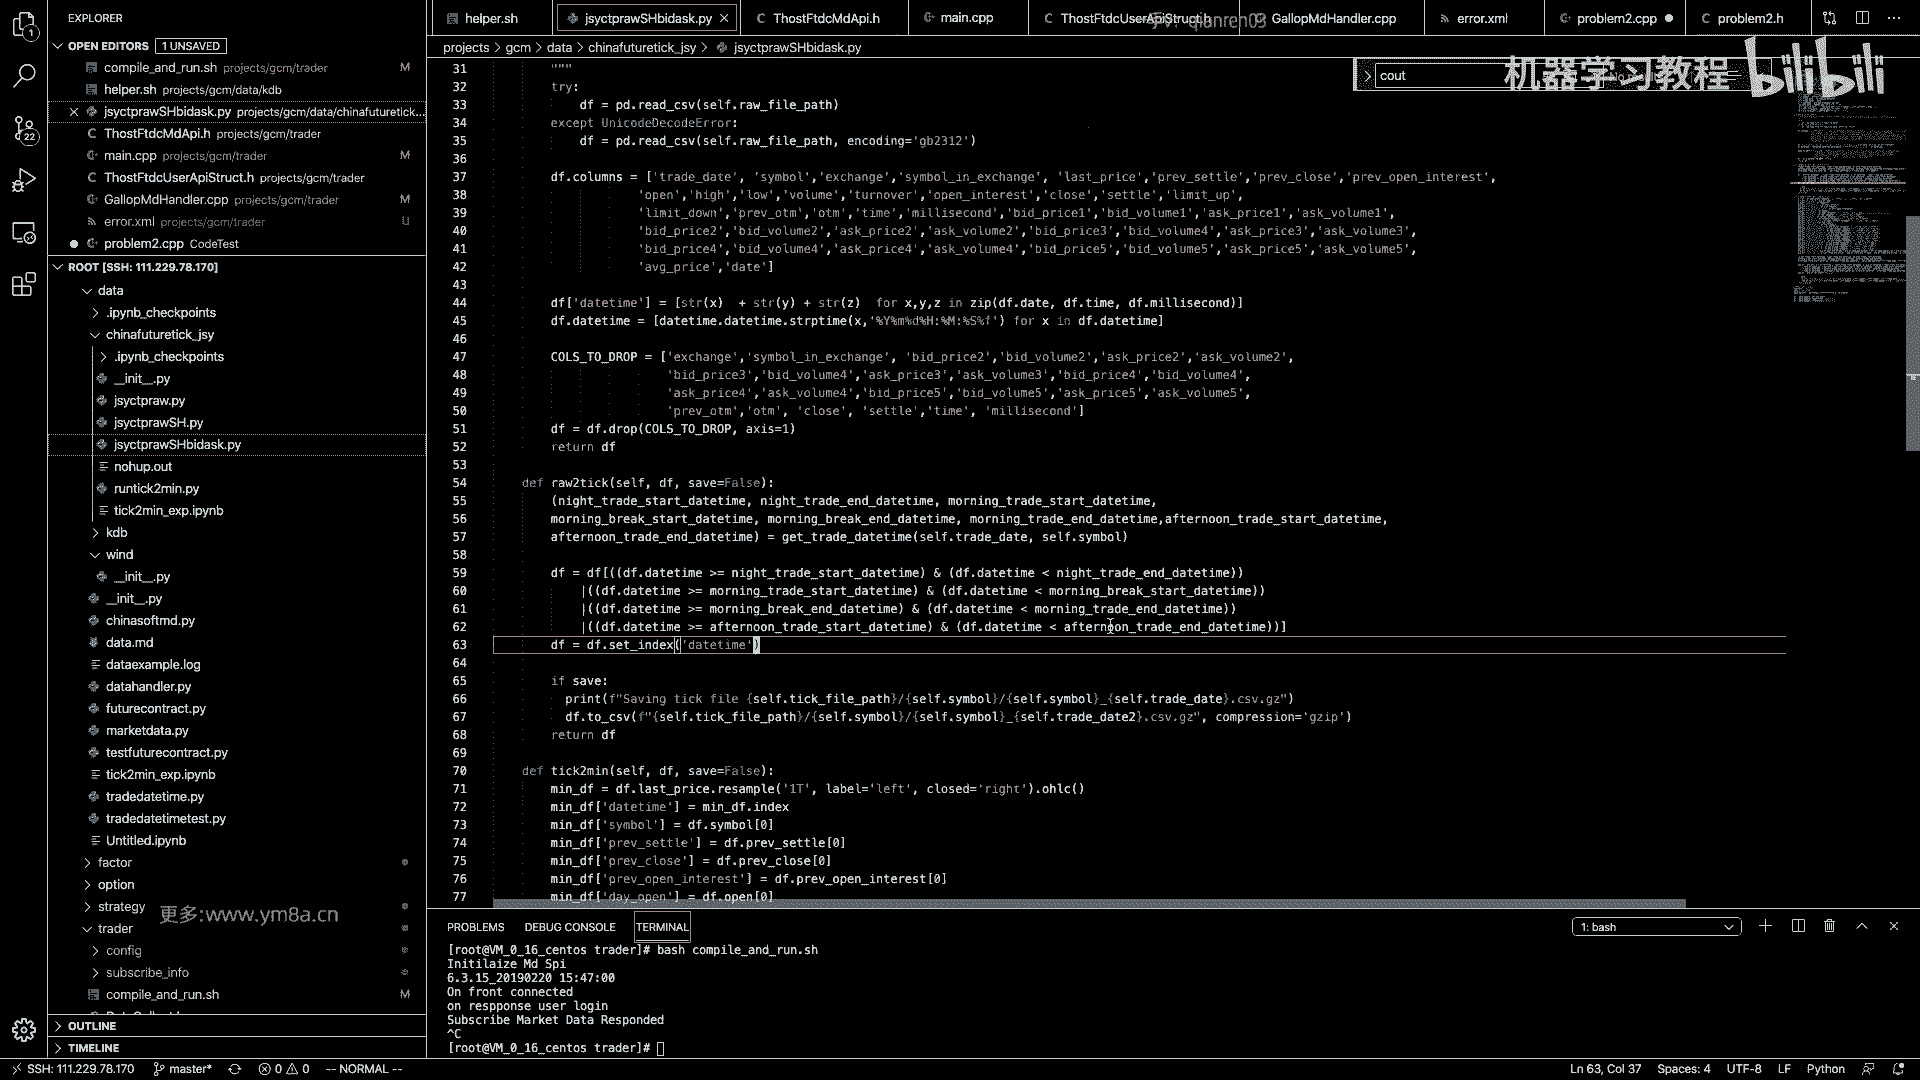 EXPLORER
helper.sh
jsyctprawSHbidask.py
ThostFtdcMdApi.h
main.cpp
ThostFtdcUserApiStruct.h
GallopMdHandler.cpp
error.xml
problem2.cpp
problem2.h
OPEN EDITORS 1 UNSAVED
compile_and_run.sh projects/gcm/trader M
helper.sh projects/gcm/data/kdb
jsyctprawSHbidask.py projects/gcm/data/chinafuturetick...
ThostFtdcMdApi.h projects/gcm/trader
main.cpp projects/gcm/trader M
ThostFtdcUserApiStruct.h projects/gcm/trader
GallopMdHandler.cpp projects/gcm/trader M
error.xml projects/gcm/trader U
problem2.cpp CodeTest
ROOT [SSH: 111.229.78.170]
data
.ipynb_checkpoints
chinafuturetick_jsy
.ipynb_checkpoints
__init__.py
jsyctpraw.py
jsyctprawSH.py
jsyctprawSHbidask.py
nohup.out
runtick2min.py
tick2min_exp.ipynb
kdb
wind
__init__.py
__init__.py
chinasoftmd.py
data.md
dataexample.log
datahandler.py
futurecontract.py
marketdata.py
testfuturecontract.py
tick2min_exp.ipynb
tradedatetime.py
tradedatetimetest.py
Untitled.ipynb
factor
option
strategy
更多:www.ym8a.cn
trader
config
subscribe_info
compile_and_run.sh M
OUTLINE
TIMELINE
projects > gcm > data > chinafuturetick_jsy > jsyctprawSHbidask.py
cout
机器学习教程 bilibili
31 """
32 try:
33 df = pd.read_csv(self.raw_file_path)
34 except UnicodeDecodeError:
35 df = pd.read_csv(self.raw_file_path, encoding='gb2312')
36
37 df.columns = ['trade_date', 'symbol','exchange','symbol_in_exchange', 'last_price','prev_settle','prev_close','prev_open_interest',
38 'open','high','low','volume','turnover','open_interest','close','settle','limit_up',
39 'limit_down','prev_otm','otm','time','millisecond','bid_price1','bid_volume1','ask_price1','ask_volume1',
40 'bid_price2','bid_volume2','ask_price2','ask_volume2','bid_price3','bid_volume4','ask_price3','ask_volume3',
41 'bid_price4','bid_volume4','ask_price4','ask_volume4','bid_price5','bid_volume5','ask_price5','ask_volume5',
42 'avg_price','date']
43
44 df['datetime'] = [str(x) + str(y) + str(z) for x,y,z in zip(df.date, df.time, df.millisecond)]
45 df.datetime = [datetime.datetime.strptime(x,'%Y%m%d%H:%M:%S%f') for x in df.datetime]
46
47 COLS_TO_DROP = ['exchange','symbol_in_exchange', 'bid_price2','bid_volume2','ask_price2','ask_volume2',
48 'bid_price3','bid_volume4','ask_price3','ask_volume3','bid_price4','bid_volume4',
49 'ask_price4','ask_volume4','bid_price5','bid_volume5','ask_price5','ask_volume5',
50 'prev_otm','otm', 'close', 'settle','time', 'millisecond']
51 df = df.drop(COLS_TO_DROP, axis=1)
52 return df
53
54 def raw2tick(self, df, save=False):
55 (night_trade_start_datetime, night_trade_end_datetime, morning_trade_start_datetime,
56 morning_break_start_datetime, morning_break_end_datetime, morning_trade_end_datetime,afternoon_trade_start_datetime,
57 afternoon_trade_end_datetime) = get_trade_datetime(self.trade_date, self.symbol)
58
59 df = df[((df.datetime >= night_trade_start_datetime) & (df.datetime < night_trade_end_datetime))
60 |((df.datetime >= morning_trade_start_datetime) & (df.datetime < morning_break_start_datetime))
61 |((df.datetime >= morning_break_end_datetime) & (df.datetime < morning_trade_end_datetime))
62 |((df.datetime >= afternoon_trade_start_datetime) & (df.datetime < afternoon_trade_end_datetime))]
63 df = df.set_index('datetime')
64
65 if save:
66 print(f"Saving tick file {self.tick_file_path}/{self.symbol}/{self.symbol}_{self.trade_date}.csv.gz")
67 df.to_csv(f"{self.tick_file_path}/{self.symbol}/{self.symbol}_{self.trade_date2}.csv.gz", compression='gzip')
68 return df
69
70 def tick2min(self, df, save=False):
71 min_df = df.last_price.resample('1T', label='left', closed='right').ohlc()
72 min_df['datetime'] = min_df.index
73 min_df['symbol'] = df.symbol[0]
74 min_df['prev_settle'] = df.prev_settle[0]
75 min_df['prev_close'] = df.prev_close[0]
76 min_df['prev_open_interest'] = df.prev_open_interest[0]
77 min_df['day_open'] = df.open[0]
PROBLEMS DEBUG CONSOLE TERMINAL 1: bash
[root@VM_0_16_centos trader]# bash compile_and_run.sh
Initilaize Md Spi
6.3.15_20190220 15:47:00
On front connected
on respponse user login
Subscribe Market Data Responded
^C
[root@VM_0_16_centos trader]#
SSH: 111.229.78.170 master* 0 0 -- NORMAL -- Ln 63, Col 37 Spaces: 4 UTF-8 LF Python